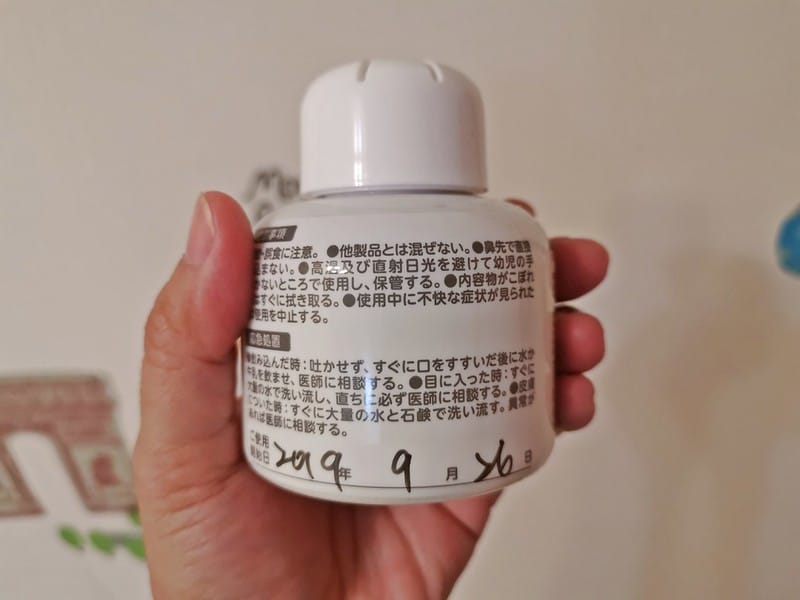 事項
誤食に注意。 ●他製品とは混ぜない。 ●鼻先で直接
まない。 ●高温及び直射日光を避けて幼児の手
かないところで使用し、保管する。 ●内容物がこぼれ
すぐに拭き取る。 ●使用中に不快な症状が見られた
使用を中止する。
応急処置
●飲み込んだ時：吐かせず、すぐに口をすすいだ後に水か
牛乳を飲ませ、医師に相談する。 ●目に入った時：すぐに
大量の水で洗い流し、直ちに必ず医師に相談する。 ●皮膚
についた時：すぐに大量の水と石鹸で洗い流す。異常が
あれば医師に相談する。
ご使用
開始日 2019年 9 月 26 日